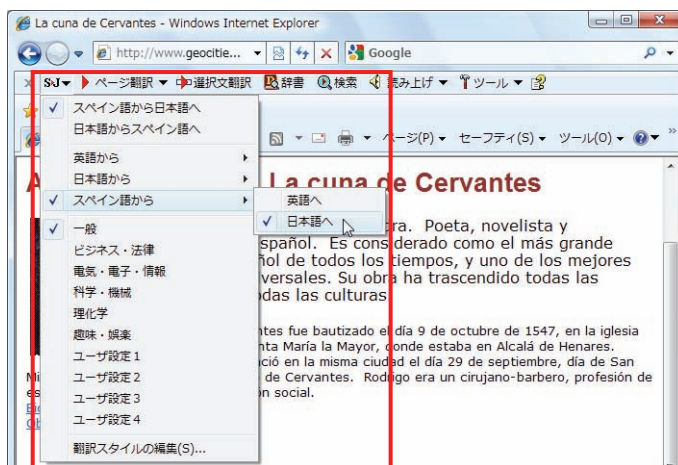 La cuna de Cervantes - Windows Internet Explorer
http://www.geocitie...
Google
S▸J ページ翻訳 選択文翻訳 辞書 検索 読み上げ ツール
スペイン語から日本語へ
日本語からスペイン語へ
ページ(P) セーフティ(S) ツール(O)
英語から
日本語から
スペイン語から
英語へ
日本語へ
La cuna de Cervantes
一般
ビジネス・法律
電気・電子・情報
科学・機械
理化学
趣味・娯楽
ユーザ設定1
ユーザ設定2
ユーザ設定3
ユーザ設定4
翻訳スタイルの編集(S)...
ra. Poeta, novelista y
spañol. Es considerado como el más grande
ñol de todos los tiempos, y uno de los mejores
versales. Su obra ha trascendido todas las
odas las culturas
ntes fue bautizado el día 9 de octubre de 1547, en la iglesia
nta María la Mayor, donde estaba en Alcalá de Henares.
ció en la misma ciudad el día 29 de septiembre, día de San
Mi de Cervantes. Rodrigo era un cirujano-barbero, profesión de
es ón social.